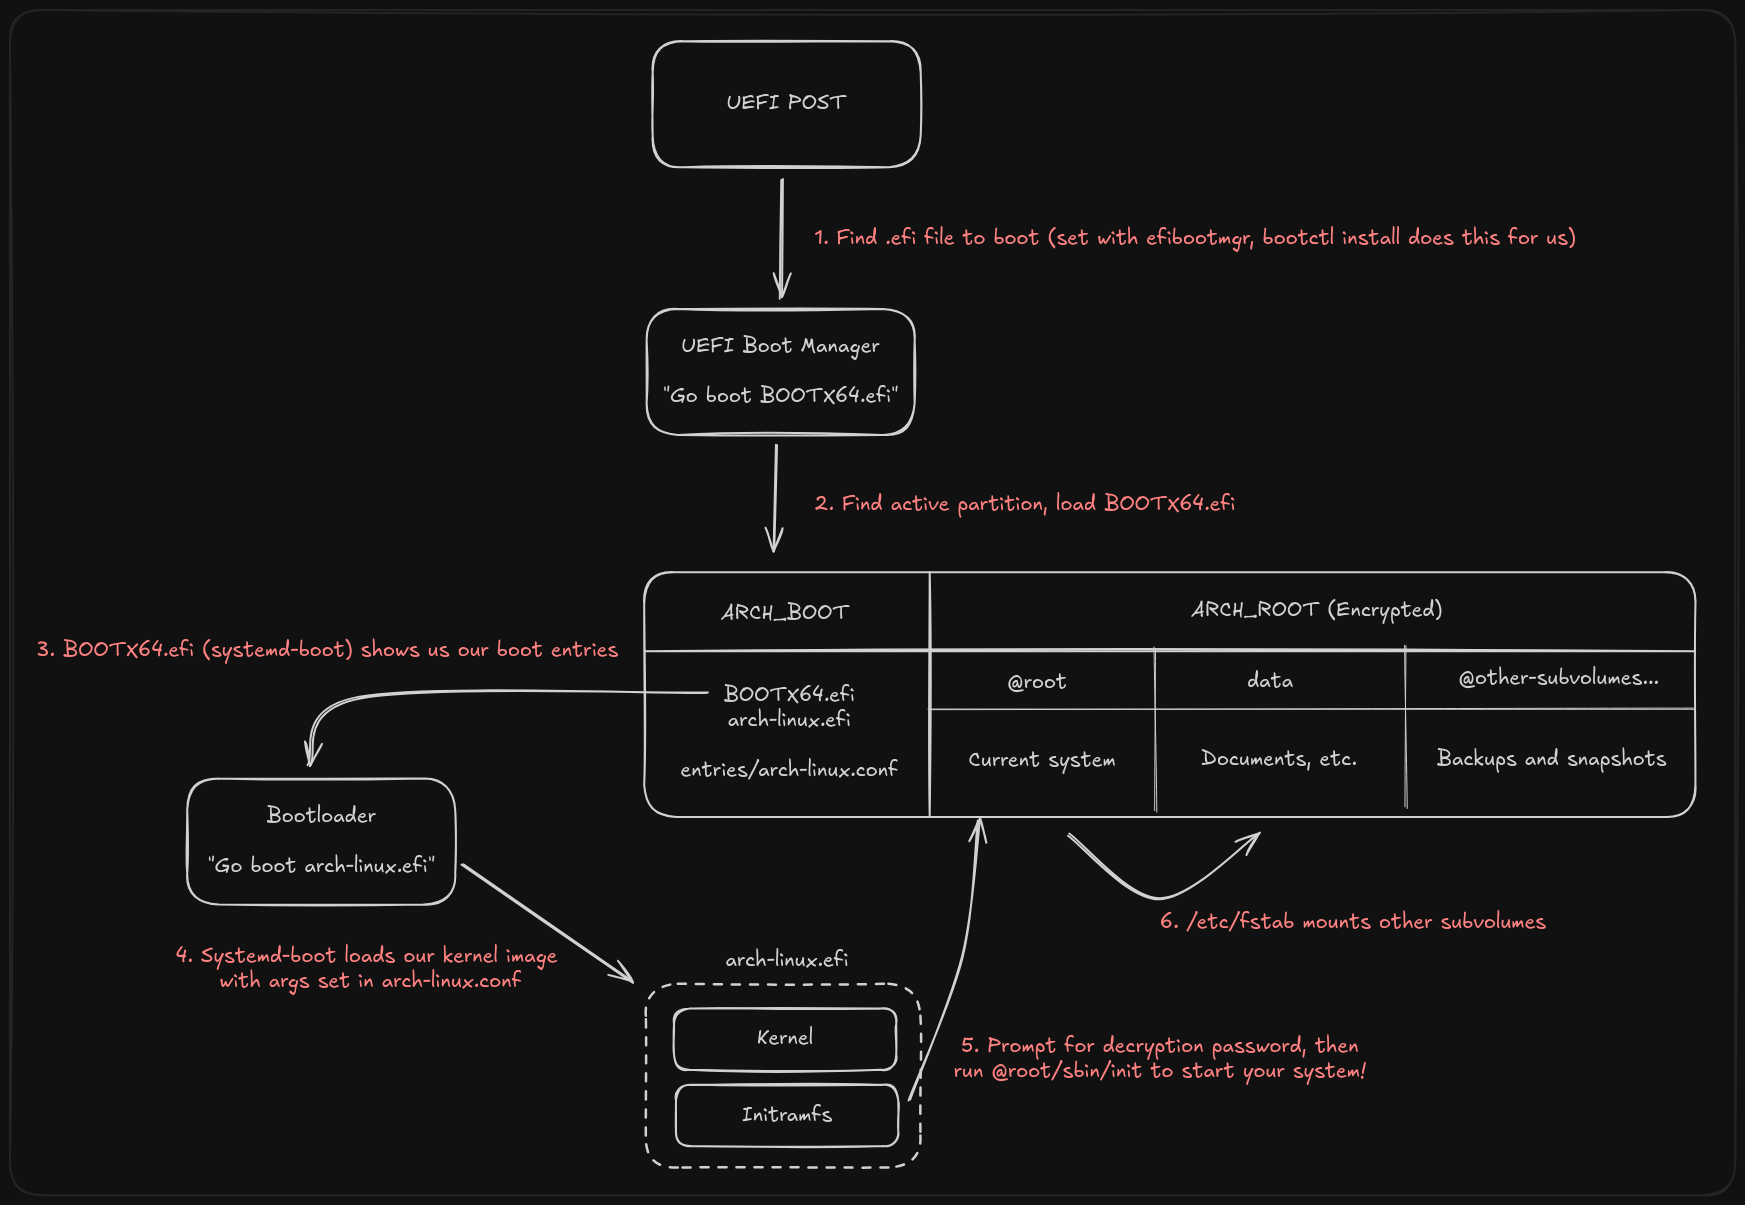 UEFI POST
1. Find .efi file to boot (set with efibootmgr, bootctl install does this for us)
UEFI Boot Manager
"Go boot BOOTX64.efi"
2. Find active partition, load BOOTX64.efi
ARCH_BOOT
ARCH_ROOT (Encrypted)
3. BOOTX64.efi (systemd-boot) shows us our boot entries
BOOTX64.efi
arch-linux.efi
entries/arch-linux.conf
@root
data
@other-subvolumes...
Current system
Documents, etc.
Backups and snapshots
Bootloader
"Go boot arch-linux.efi"
4. Systemd-boot loads our kernel image
with args set in arch-linux.conf
6. /etc/fstab mounts other subvolumes
arch-linux.efi
Kernel
Initramfs
5. Prompt for decryption password, then
run @root/sbin/init to start your system!